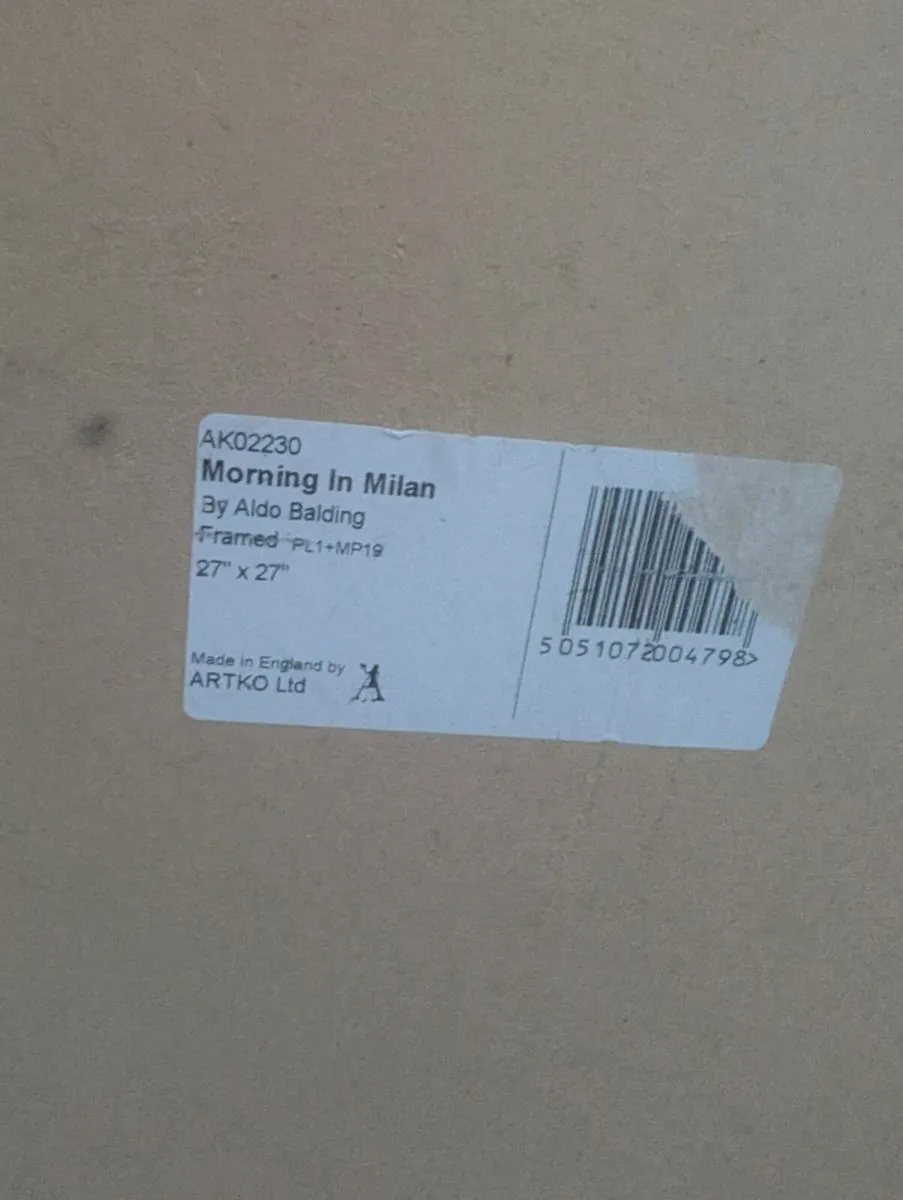 AK02230
Morning In Milan
By Aldo Balding
Framed PL1+MP19
27" x 27"
Made in England by
ARTKO Ltd
5051072004798>